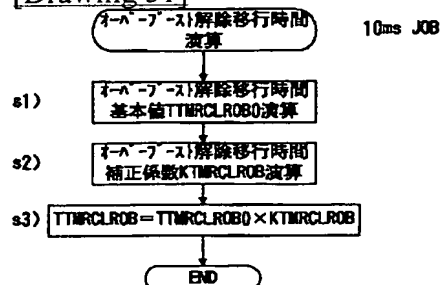 [Drawing 34]
オーバーブースト解除移行時間
演算
10ms JOB
s1)
オーバーブースト解除移行時間
基本値TTMRCLROB0演算
s2)
オーバーブースト解除移行時間
補正係数KTMRCLROB演算
s3)
TTMRCLROB=TTMRCLROB0×KTMRCLROB
END